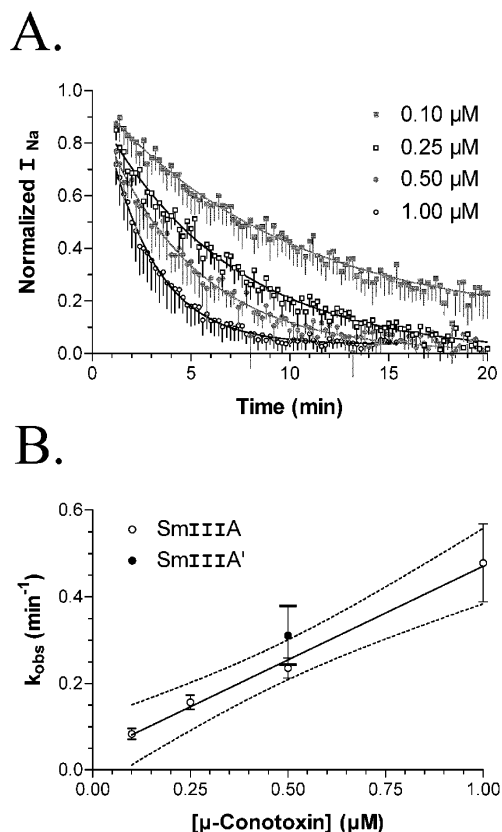 A.
Normalized I Na
1.0
0.8
0.6
0.4
0.2
0.0
0.10 µM
0.25 µM
0.50 µM
1.00 µM
0 5 10 15 20
Time (min)
B.
kobs (min-1)
0.6
0.4
0.2
0.0
SmIIIA
SmIIIA'
0.00 0.25 0.50 0.75 1.00
[µ-Conotoxin] (µM)